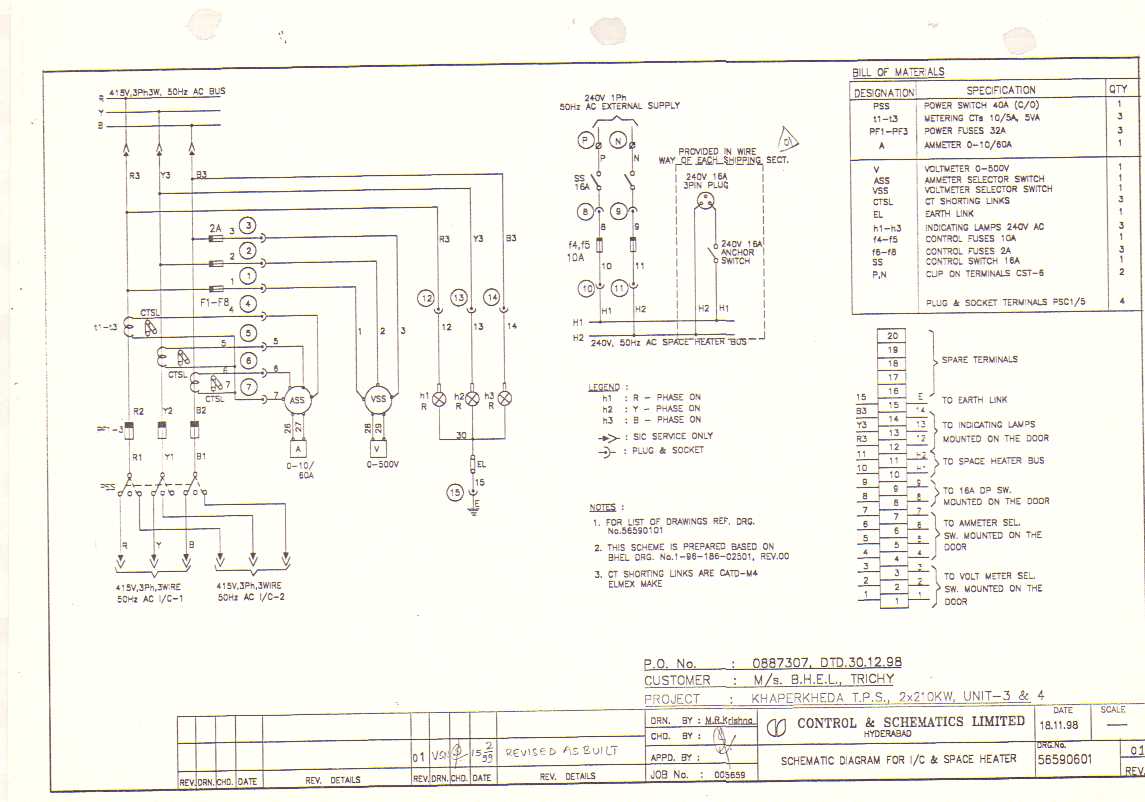 BILL OF MATERIALS
DESIGNATION SPECIFICATION QTY
PSS POWER SWITCH 40A (C/O) 1
t1-t3 METERING CTs 10/5A, 5VA 3
PF1-PF3 POWER FUSES 32A 3
A AMMETER 0-10/60A 1
V VOLTMETER 0-500V 1
ASS AMMETER SELECTOR SWITCH 1
VSS VOLTMETER SELECTOR SWITCH 1
CTSL CT SHORTING LINKS 3
EL EARTH LINK 1
h1-h3 INDICATING LAMPS 240V AC 3
f4-f5 CONTROL FUSES 10A 1
f6-f8 CONTROL FUSES 2A 3
SS CONTROL SWITCH 16A 1
P,N CLIP ON TERMINALS CST-6 2
PLUG & SOCKET TERMINALS PSC1/5 4
415V,3Ph3W, 50Hz AC BUS
R
Y
B
R3 Y3 B3
2A 3 3
2 2
1 1
F1-F8
4 4
CTSL
t1-t3
5 5 5
6 6 6
CTSL
7 7 7
CTSL
1 2 3
R3 Y3 B3
12 13 14
12 13 14
ASS VSS
h1 R
h2 R
h3 R
26 27
28 29
A V
0-10/
60A
0-500V
30
EL
15
15
E
R2 Y2 B2
R1 Y1 B1
PSS
R Y B
415V,3Ph,3WIRE
50Hz AC I/C-1
415V,3Ph,3WIRE
50Hz AC I/C-2
240V 1Ph
50Hz AC EXTERNAL SUPPLY
P N
P N
SS
16A
8 9
8 9
f4,f5
10A
10 11
10 11
H1 H2 H1
H1
H2
240V, 50Hz AC SPACE HEATER BUS
01
PROVIDED IN WIRE
WAY OF EACH SHIPPING SECT.
240V 16A
3PIN PLUG
240V 16A
ANCHOR
SWITCH
LEGEND :
h1 : R - PHASE ON
h2 : Y - PHASE ON
h3 : B - PHASE ON
: SIC SERVICE ONLY
: PLUG & SOCKET
NOTES :
1. FOR LIST OF DRAWINGS REF. DRG.
No.56590101
2. THIS SCHEME IS PREPARED BASED ON
BHEL DRG. No.1-96-186-02501, REV.00
3. CT SHORTING LINKS ARE CATD-M4
ELMEX MAKE
20
19
18
17
16
SPARE TERMINALS
15 15 E
TO EARTH LINK
B3 14 14
Y3 13 13
R3 12 12
TO INDICATING LAMPS
MOUNTED ON THE DOOR
11 11 H2
10 10 H1
TO SPACE HEATER BUS
9 9 9
8 8 8
TO 16A DP SW.
MOUNTED ON THE DOOR
7 7
6 6 6
5 5 5
4 4 4
TO AMMETER SEL.
SW. MOUNTED ON THE
DOOR
3 3 3
2 2 2
1 1 1
TO VOLT METER SEL.
SW. MOUNTED ON THE
DOOR
P.O. No. : 0887307, DTD.30.12.98
CUSTOMER : M/s. B.H.E.L., TRICHY
PROJECT : KHAPERKHEDA T.P.S., 2x210KW, UNIT-3 & 4
DRN. BY : M.R.Krishna
CHD. BY :
APPD. BY :
JOB No. : 005659
CONTROL & SCHEMATICS LIMITED
HYDERABAD
SCHEMATIC DIAGRAM FOR I/C & SPACE HEATER
DATE
18.11.98
SCALE
DRG.No.
56590601
01
REV.
01 15 2 99 REVISED AS BUILT
REV. DRN. CHD. DATE REV. DETAILS REV. DRN. CHD. DATE REV. DETAILS